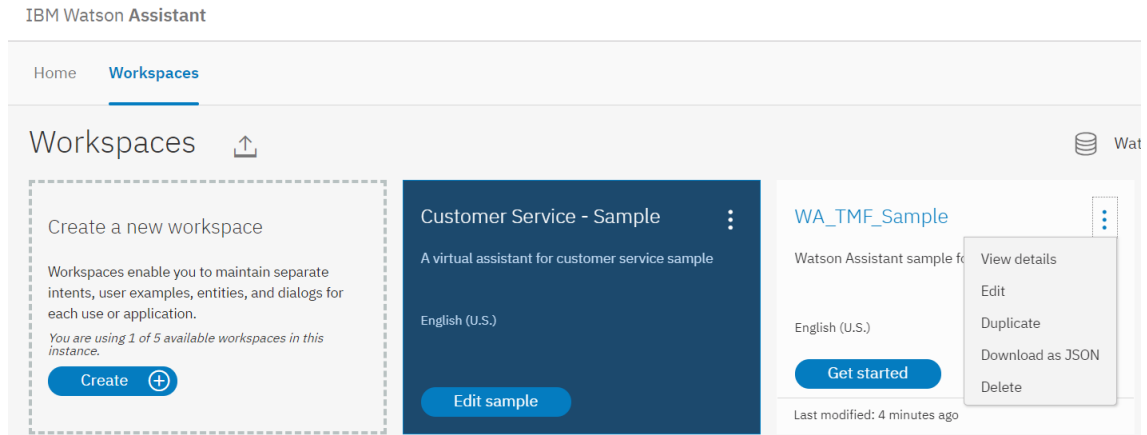 IBM Watson Assistant
Home
Workspaces
Workspaces
Create a new workspace
Workspaces enable you to maintain separate
intents, user examples, entities, and dialogs for
each use or application.
You are using 1 of 5 available workspaces in this
instance.
Create
Customer Service - Sample
A virtual assistant for customer service sample
English (U.S.)
Edit sample
WA_TMF_Sample
Watson Assistant sample
English (U.S.)
Get started
Last modified: 4 minutes ago
View details
Edit
Duplicate
Download as JSON
Delete